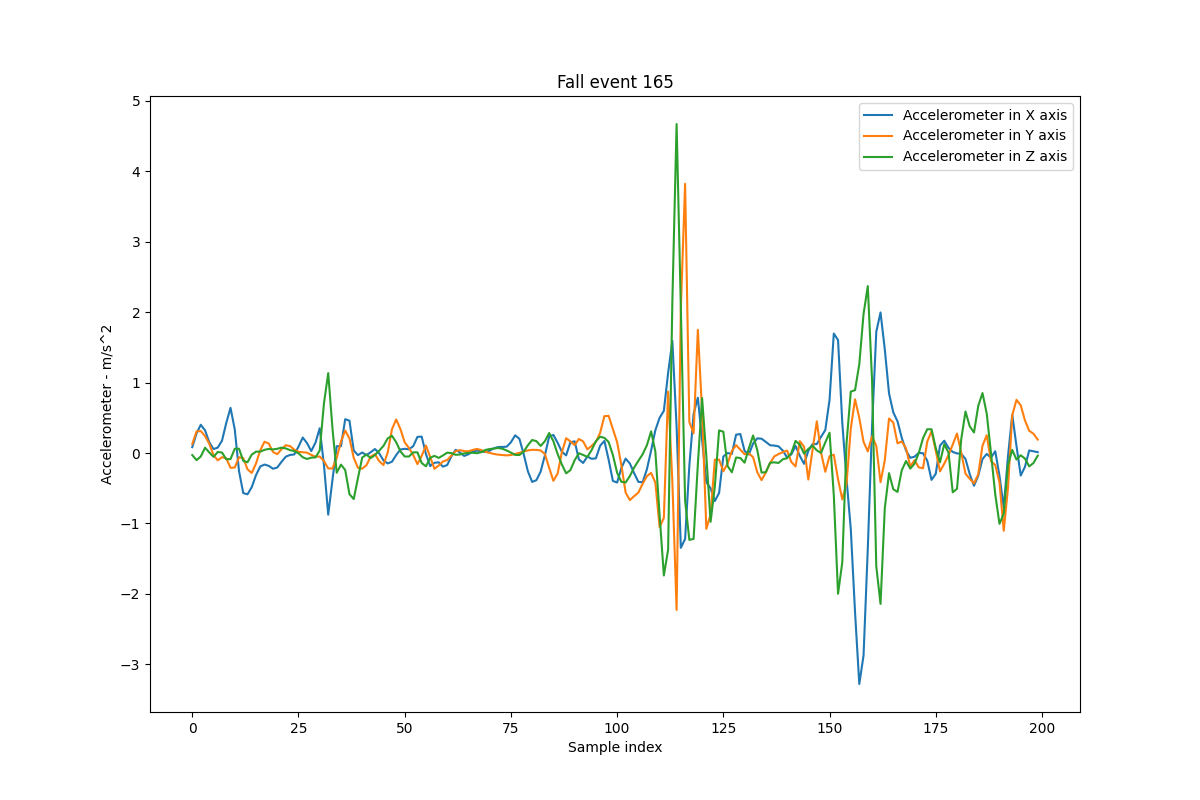 Fall event 165
Accelerometer in X axis
Accelerometer in Y axis
Accelerometer in Z axis
5
4
3
2
1
0
−1
−2
−3
Accelerometer - m/s^2
0 25 50 75 100 125 150 175 200
Sample index